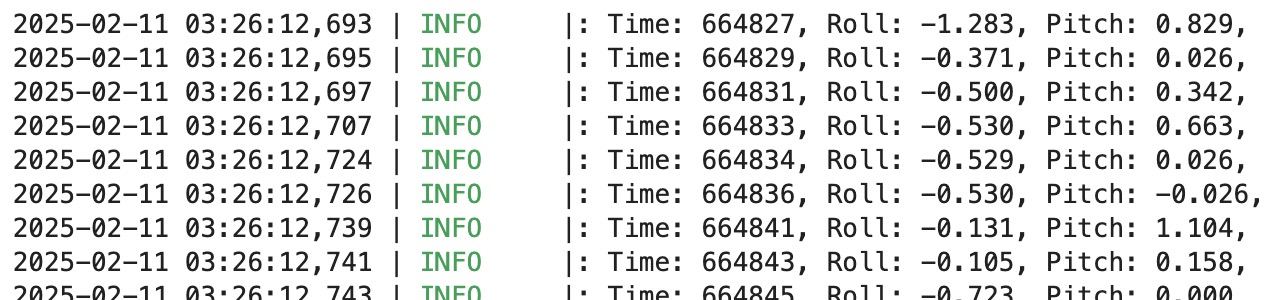 2025-02-11 03:26:12,693 | INFO     |: Time: 664827, Roll: -1.283, Pitch: 0.829,
2025-02-11 03:26:12,695 | INFO     |: Time: 664829, Roll: -0.371, Pitch: 0.026,
2025-02-11 03:26:12,697 | INFO     |: Time: 664831, Roll: -0.500, Pitch: 0.342,
2025-02-11 03:26:12,707 | INFO     |: Time: 664833, Roll: -0.530, Pitch: 0.663,
2025-02-11 03:26:12,724 | INFO     |: Time: 664834, Roll: -0.529, Pitch: 0.026,
2025-02-11 03:26:12,726 | INFO     |: Time: 664836, Roll: -0.530, Pitch: -0.026,
2025-02-11 03:26:12,739 | INFO     |: Time: 664841, Roll: -0.131, Pitch: 1.104,
2025-02-11 03:26:12,741 | INFO     |: Time: 664843, Roll: -0.105, Pitch: 0.158,
2025-02-11 03:26:12,743 | INFO     |: Time: 664845, Roll: -0.723, Pitch: 0.000